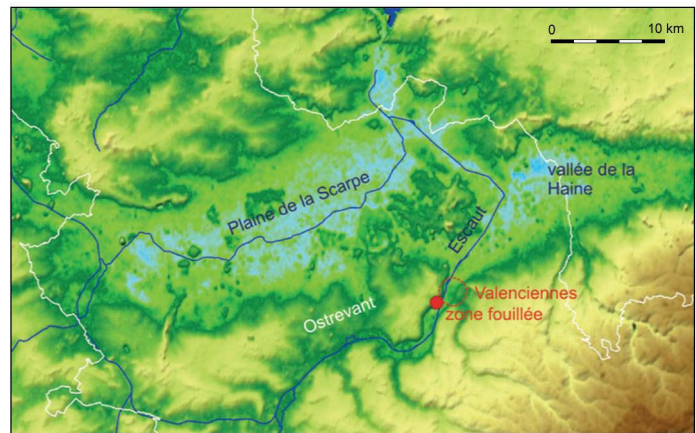 0 10 km
vallée de la
Haine
Plaine de la Scarpe
Escaut
Valenciennes
zone fouillée
Ostrevant